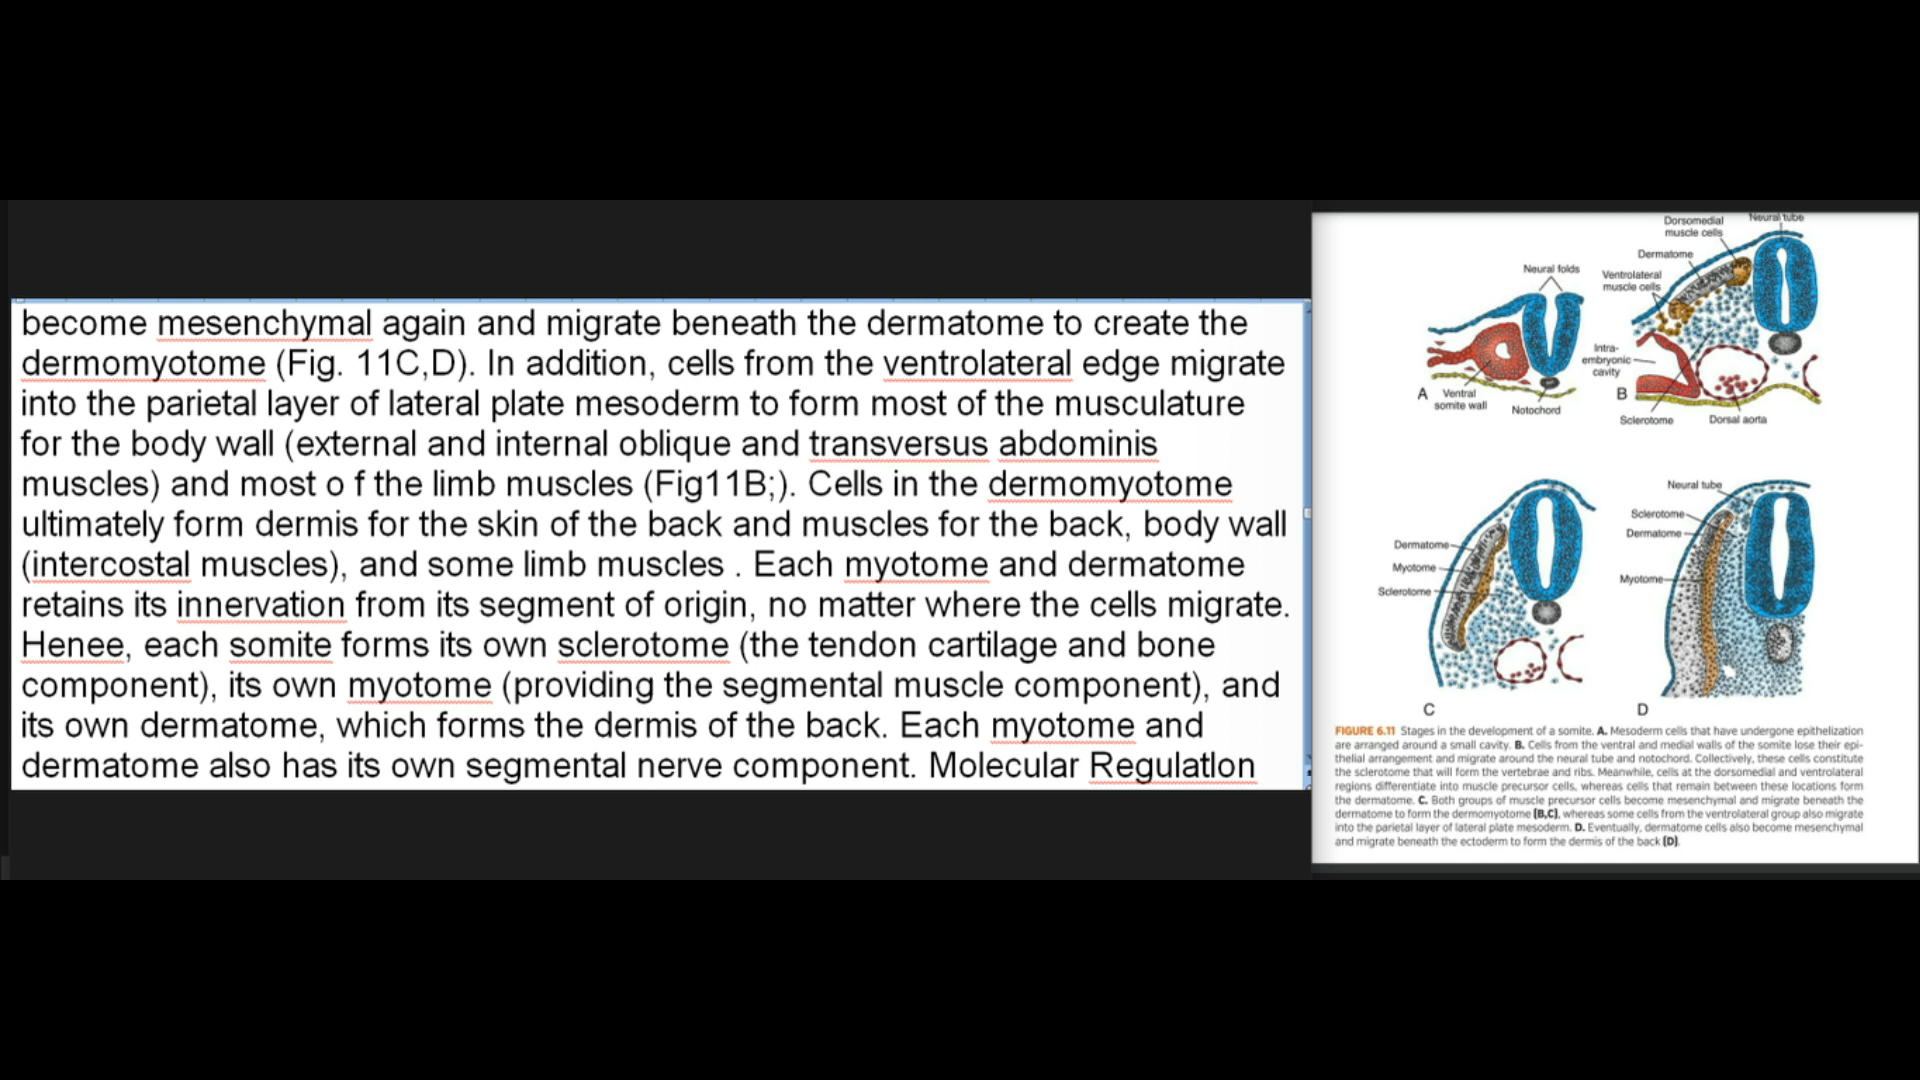 become mesenchymal again and migrate beneath the dermatome to create the
dermomyotome (Fig. 11C,D). In addition, cells from the ventrolateral edge migrate
into the parietal layer of lateral plate mesoderm to form most of the musculature
for the body wall (external and internal oblique and transversus abdominis
muscles) and most o f the limb muscles (Fig11B;). Cells in the dermomyotome
ultimately form dermis for the skin of the back and muscles for the back, body wall
(intercostal muscles), and some limb muscles . Each myotome and dermatome
retains its innervation from its segment of origin, no matter where the cells migrate.
Henee, each somite forms its own sclerotome (the tendon cartilage and bone
component), its own myotome (providing the segmental muscle component), and
its own dermatome, which forms the dermis of the back. Each myotome and
dermatome also has its own segmental nerve component. Molecular Regulatlon
Dorsomedial
muscle cells
Neural tube
Dermatome
Neural folds
Ventrolateral
muscle cells
Intra-
embryonic
cavity
A
Ventral
somite wall
Notochord
B
Sclerotome
Dorsal aorta
Dermatome
Myotome
Sclerotome
C
Neural tube
Sclerotome
Dermatome
Myotome
D
FIGURE 6.11 Stages in the development of a somite. A. Mesoderm cells that have undergone epithelization
are arranged around a small cavity. B. Cells from the ventral and medial walls of the somite lose their epi-
thelial arrangement and migrate around the neural tube and notochord. Collectively, these cells constitute
the sclerotome that will form the vertebrae and ribs. Meanwhile, cells at the dorsomedial and ventrolateral
regions differentiate into muscle precursor cells, whereas cells that remain between these locations form
the dermatome. C. Both groups of muscle precursor cells become mesenchymal and migrate beneath the
dermatome to form the dermomyotome (B,C), whereas some cells from the ventrolateral group also migrate
into the parietal layer of lateral plate mesoderm. D. Eventually, dermatome cells also become mesenchymal
and migrate beneath the ectoderm to form the dermis of the back (D).